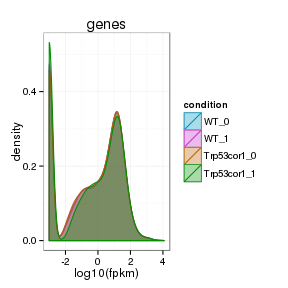 genes
density
0.4
0.2
0.0
-2
0
2
4
log10(fpkm)
condition
WT_0
WT_1
Trp53cor1_0
Trp53cor1_1